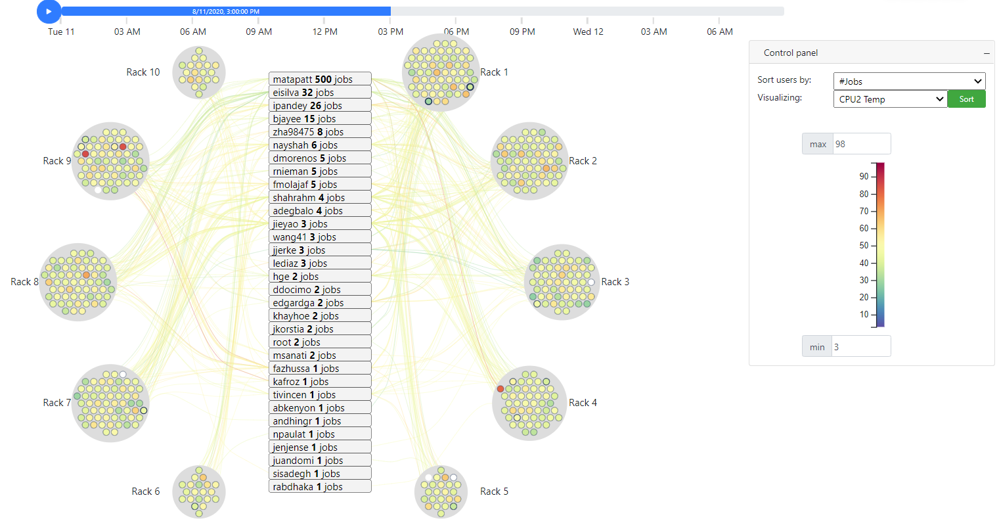 8/11/2020, 3:00:00 PM
Tue 11 03 AM 06 AM 09 AM 12 PM 03 PM 06 PM 09 PM Wed 12 03 AM 06 AM
Control panel
Sort users by: #Jobs
Visualizing: CPU2 Temp Sort
max 98
90
80
70
60
50
40
30
20
10
min 3
Rack 10
Rack 1
Rack 9
Rack 2
Rack 8
Rack 3
Rack 7
Rack 4
Rack 6
Rack 5
matapatt 500 jobs
eisilva 32 jobs
ipandey 26 jobs
bjayee 15 jobs
zha98475 8 jobs
nayshah 6 jobs
dmorenos 5 jobs
rnieman 5 jobs
fmolajaf 5 jobs
shahrahm 4 jobs
adegbalo 4 jobs
jieyao 3 jobs
wang41 3 jobs
jjerke 3 jobs
lediaz 3 jobs
hge 2 jobs
ddocimo 2 jobs
edgardga 2 jobs
khayhoe 2 jobs
jkorstia 2 jobs
root 2 jobs
msanati 2 jobs
fazhussa 1 jobs
kafroz 1 jobs
tivincen 1 jobs
abkenyon 1 jobs
andhingr 1 jobs
npaulat 1 jobs
jenjense 1 jobs
juandomi 1 jobs
sisadegh 1 jobs
rabdhaka 1 jobs